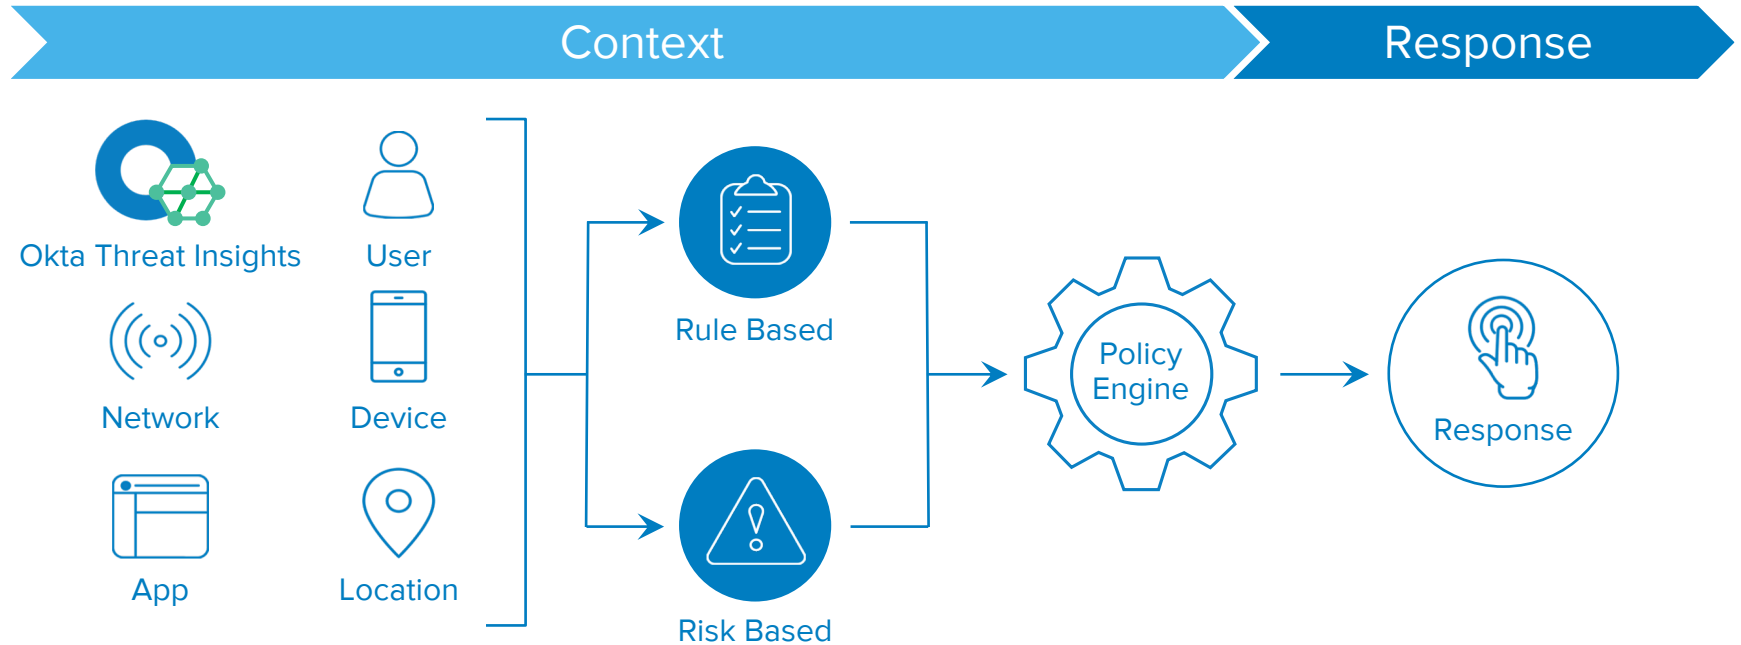 Context
Response
Okta Threat Insights
User
Network
Device
App
Location
Rule Based
Risk Based
Policy
Engine
Response